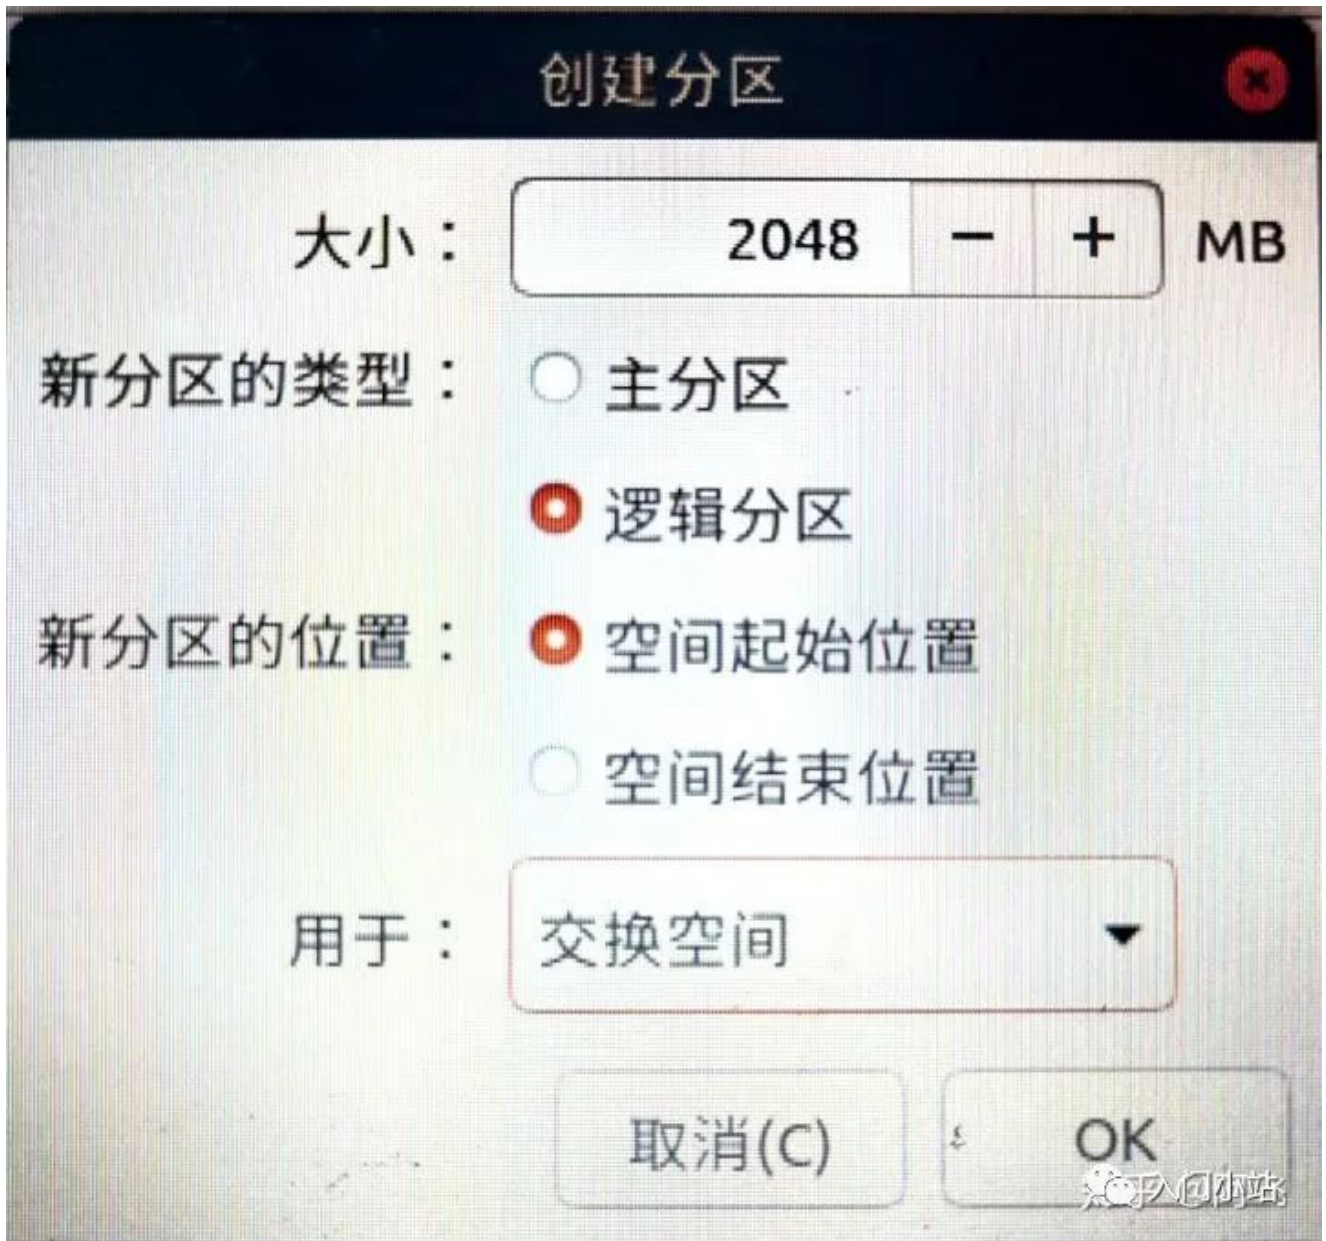 创建分区
大小： 2048 − + MB
新分区的类型： 主分区
逻辑分区
新分区的位置： 空间起始位置
空间结束位置
用于： 交换空间
取消(C) OK